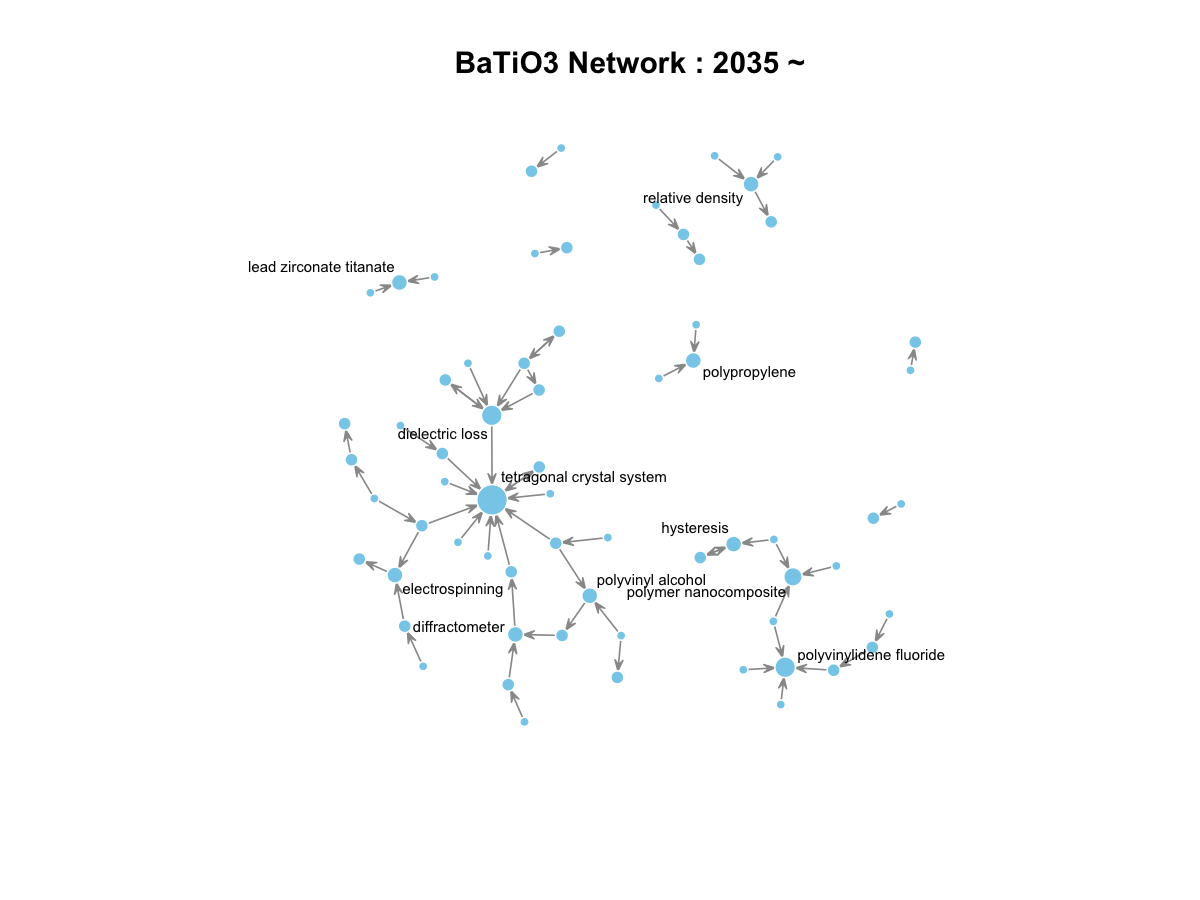 BaTiO3 Network : 2035 ~
relative density
lead zirconate titanate
polypropylene
dielectric loss
tetragonal crystal system
hysteresis
polyvinyl alcohol
electrospinning
polymer nanocomposite
diffractometer
polyvinylidene fluoride